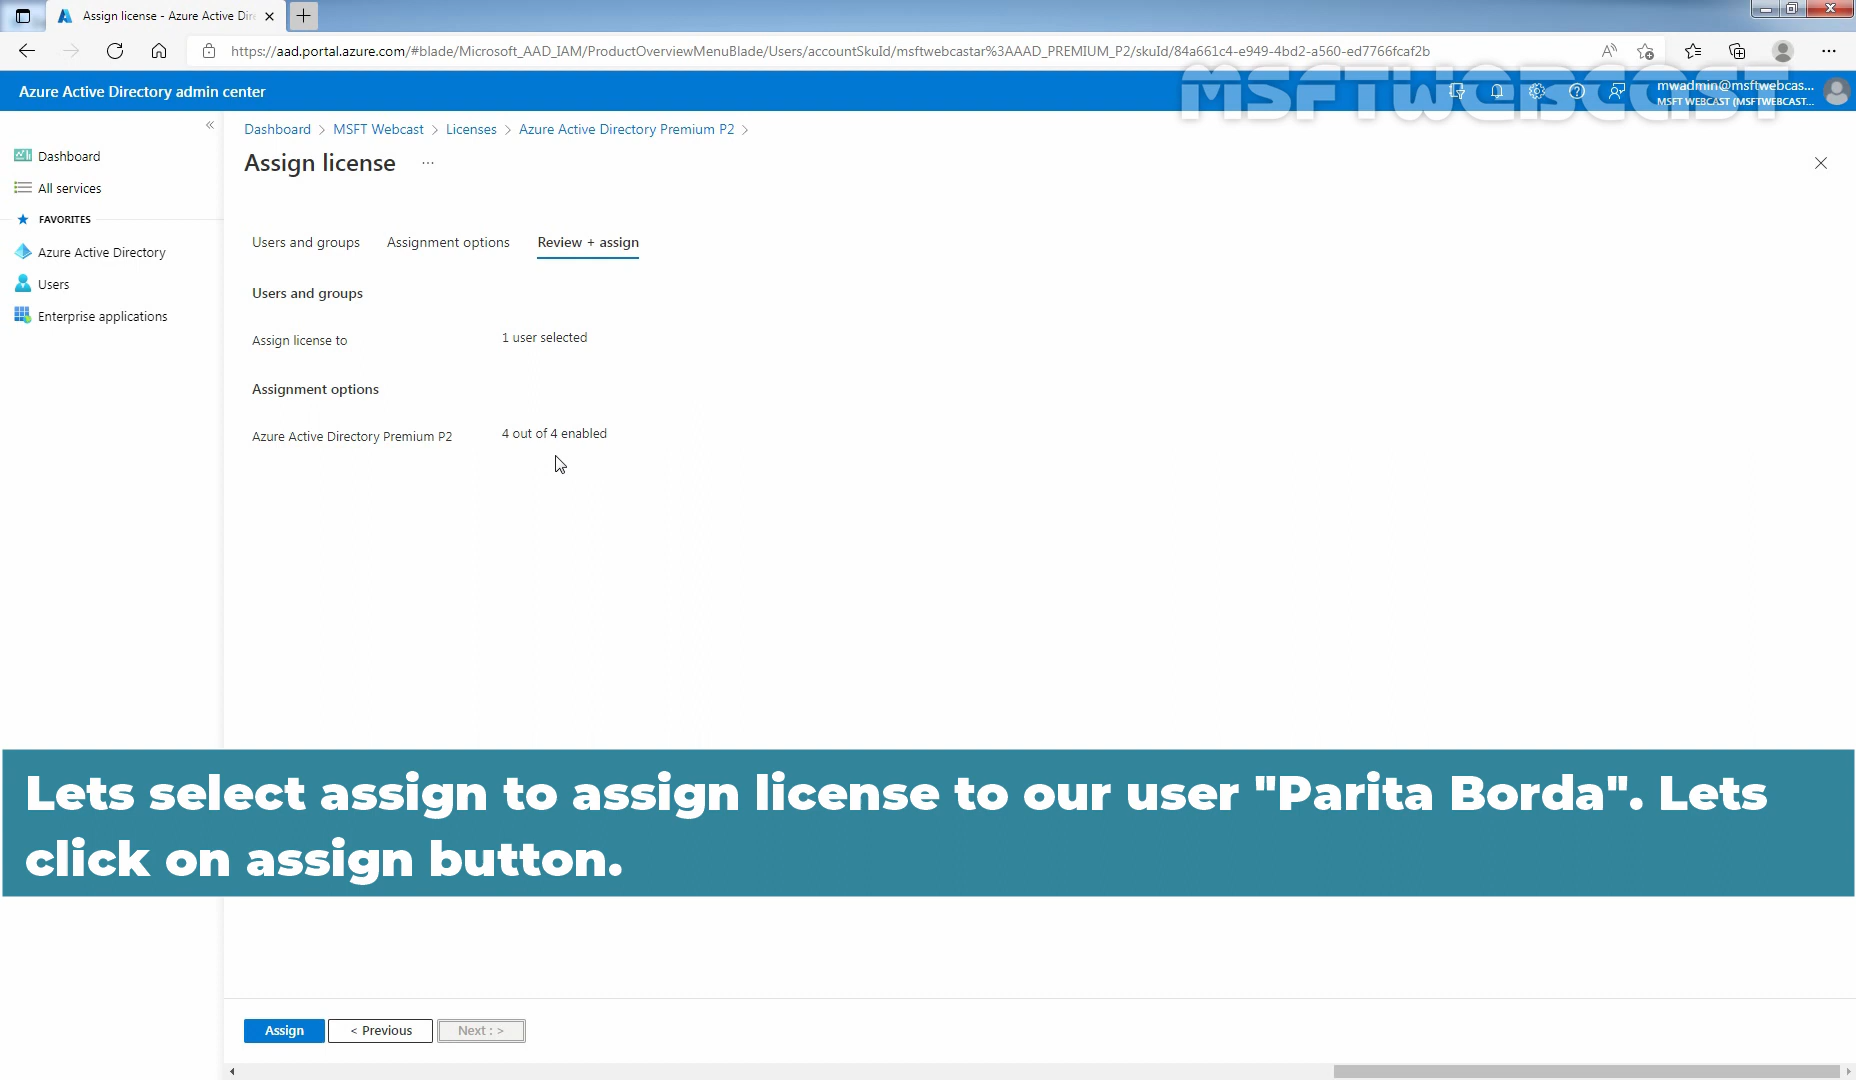 Assign license - Azure Active Dire
https://aad.portal.azure.com/#blade/Microsoft_AAD_IAM/ProductOverviewMenuBlade/Users/accountSkuId/msftwebcastar%3AAAD_PREMIUM_P2/skuId/84a661c4-e949-4bd2-a560-ed7766fcaf2b
MSFTWEBCAST
Azure Active Directory admin center
mwadmin@msftwebcas...
MSFT WEBCAST (MSFTWEBCAST...
Dashboard > MSFT Webcast > Licenses > Azure Active Directory Premium P2 >
Assign license ...
Dashboard
All services
FAVORITES
Azure Active Directory
Users
Enterprise applications
Users and groups Assignment options Review + assign
Users and groups
Assign license to 1 user selected
Assignment options
Azure Active Directory Premium P2 4 out of 4 enabled
Lets select assign to assign license to our user "Parita Borda". Lets
click on assign button.
Assign < Previous Next : >